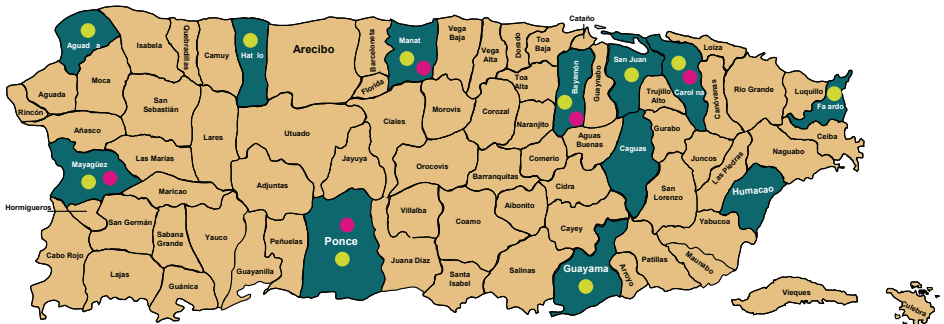 Cataño
Aguad a
Isabela
Quebradillas
Camuy
Hat lo
Arecibo
Barceloneta
Manat
Vega
Baja
Vega
Alta
Dorado
Toa
Baja
Toa
Alta
Bayamón
Guaynabo
San Juan
Trujillo
Alto
Carol na
Loiza
Canóvanas
Río Grande
Luquillo
Fa ardo
Ceiba
Moca
Aguada
Rincón
Añasco
San
Sebastián
Lares
Utuado
Florida
Ciales
Morovis
Corozal
Naranjito
Aguas
Buenas
Caguas
Gurabo
Juncos
Las Piedras
Naguabo
Humacao
Mayagüez
Las Marías
Maricao
Adjuntas
Jayuya
Orocovis
Barranquitas
Comerio
Cidra
San
Lorenzo
Yabucoa
Hormigueros
San Germán
Sabana
Grande
Yauco
Peñuelas
Ponce
Villalba
Coamo
Aibonito
Cayey
Cabo Rojo
Lajas
Guánica
Guayanilla
Juana Díaz
Santa
Isabel
Salinas
Guayama
Arroyo
Patillas
Maunabo
Vieques
Culebra